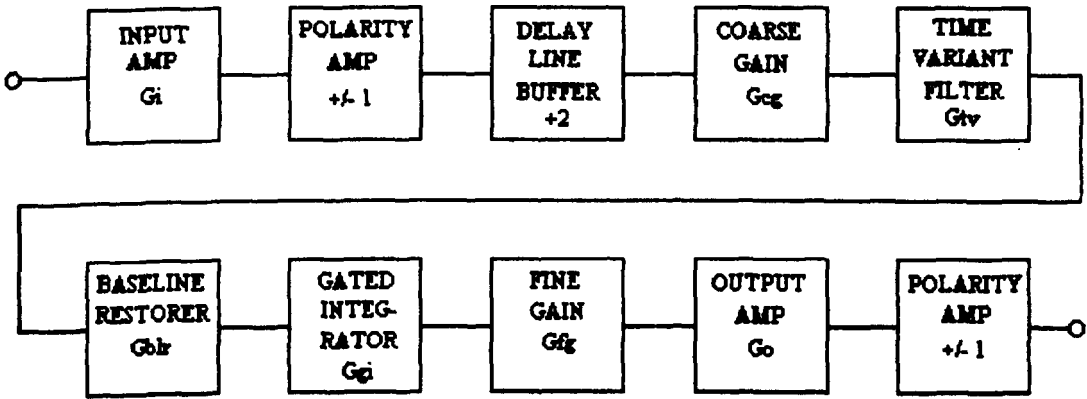 INPUT
AMP
Gi
POLARITY
AMP
+/- 1
DELAY
LINE
BUFFER
+2
COARSE
GAIN
Gcg
TIME
VARIANT
FILTER
Gtv
BASELINE
RESTORER
Gblr
GATED
INTEG-
RATOR
Ggi
FINE
GAIN
Gfg
OUTPUT
AMP
Go
POLARITY
AMP
+/- 1